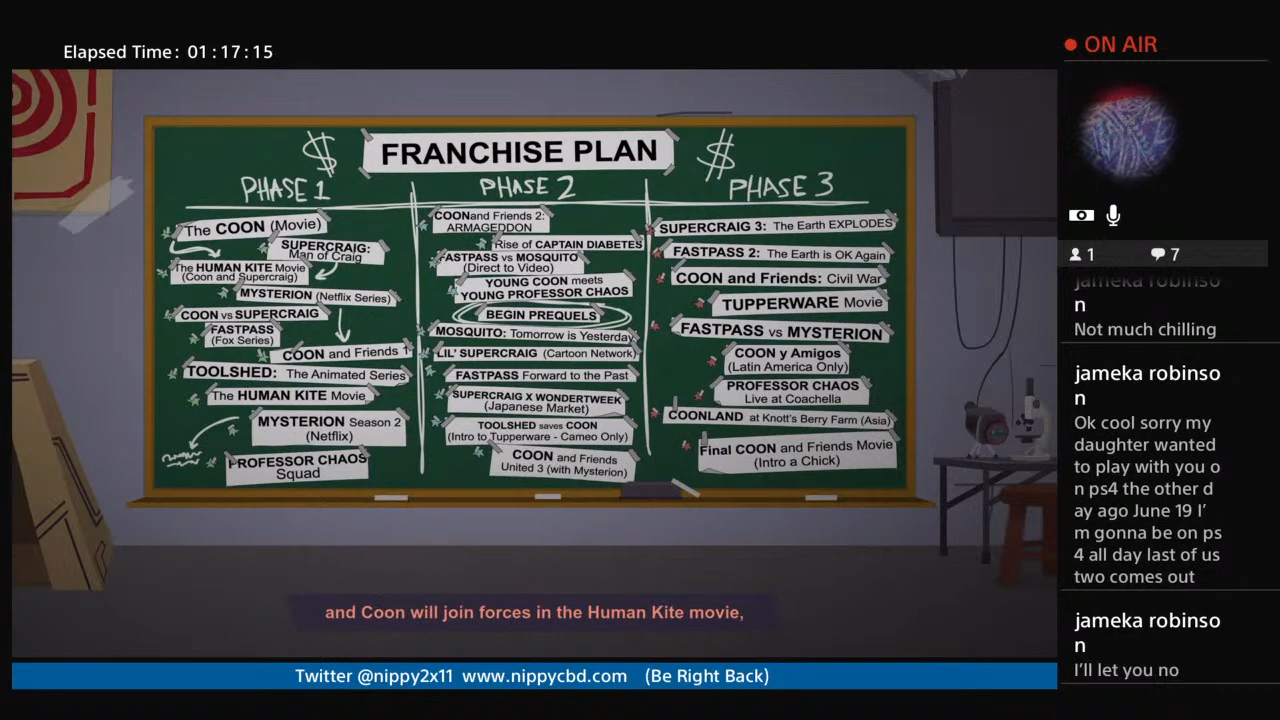 Elapsed Time: 01:17:15
ON AIR
1
7
$ FRANCHISE PLAN $
PHASE 1
The COON (Movie)
SUPERCRAIG:
Man of Craig
The HUMAN KITE Movie
(Coon and Supercraig)
MYSTERION (Netflix Series)
COON vs SUPERCRAIG
FASTPASS
(Fox Series)
COON and Friends 1
TOOLSHED: The Animated Series
The HUMAN KITE Movie
MYSTERION Season 2
(Netflix)
PROFESSOR CHAOS
Squad
PHASE 2
COON and Friends 2:
ARMAGEDDON
Rise of CAPTAIN DIABETES
FASTPASS vs MOSQUITO
(Direct to Video)
YOUNG COON meets
YOUNG PROFESSOR CHAOS
BEGIN PREQUELS
MOSQUITO: Tomorrow is Yesterday
LIL' SUPERCRAIG (Cartoon Network)
FASTPASS Forward to the Past
SUPERCRAIG X WONDERTWEEK
(Japanese Market)
TOOLSHED saves COON
(Intro to Tupperware - Cameo Only)
COON and Friends
United 3 (with Mysterion)
PHASE 3
SUPERCRAIG 3: The Earth EXPLODES
FASTPASS 2: The Earth is OK Again
COON and Friends: Civil War
TUPPERWARE Movie
FASTPASS vs MYSTERION
COON y Amigos
(Latin America Only)
PROFESSOR CHAOS
Live at Coachella
COONLAND at Knott's Berry Farm (Asia)
Final COON and Friends Movie
(Intro a Chick)
and Coon will join forces in the Human Kite movie,
Twitter @nippy2x11 www.nippycbd.com (Be Right Back)
jameka robinso
n
Not much chilling
jameka robinso
n
Ok cool sorry my
daughter wanted
to play with you o
n ps4 the other d
ay ago June 19 I'
m gonna be on ps
4 all day last of us
two comes out
jameka robinso
n
I'll let you no